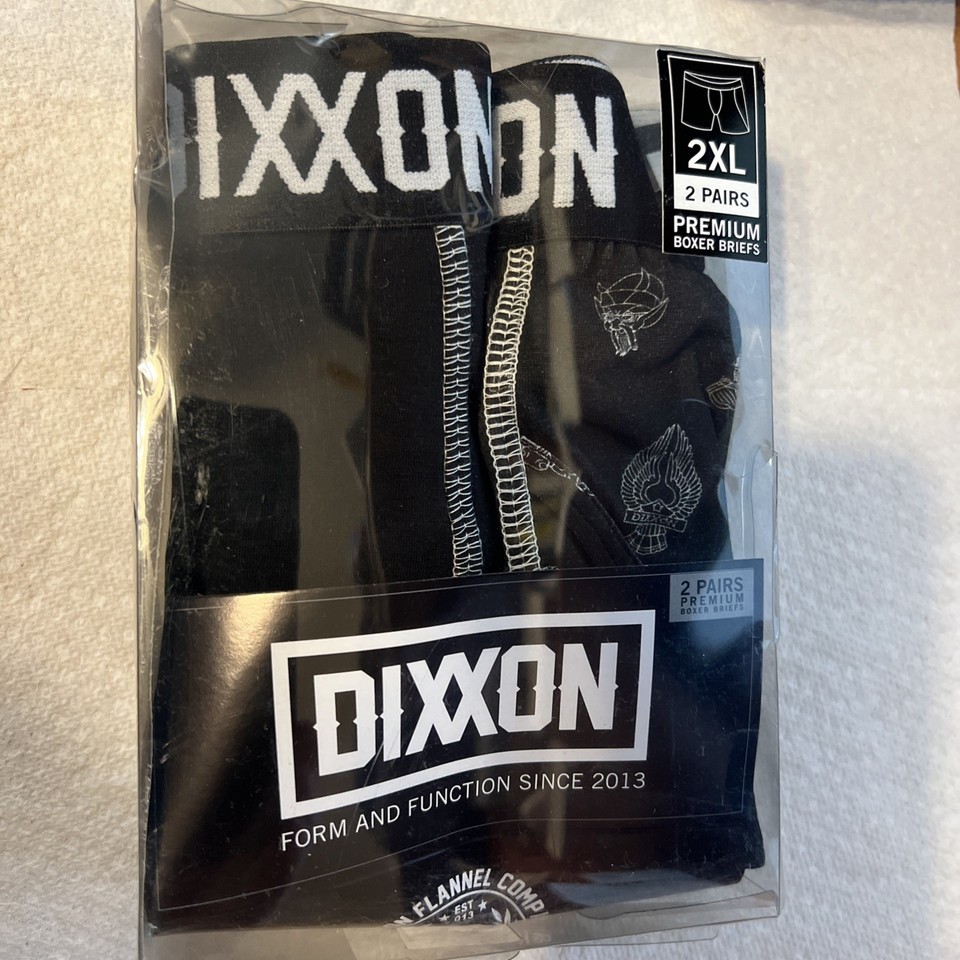 DIXXON
ON
2XL
2 PAIRS
PREMIUM
BOXER BRIEFS
DIXXON
2 PAIRS
PREMIUM
BOXER BRIEFS
DIXXON
FORM AND FUNCTION SINCE 2013
FLANNEL COMP
EST